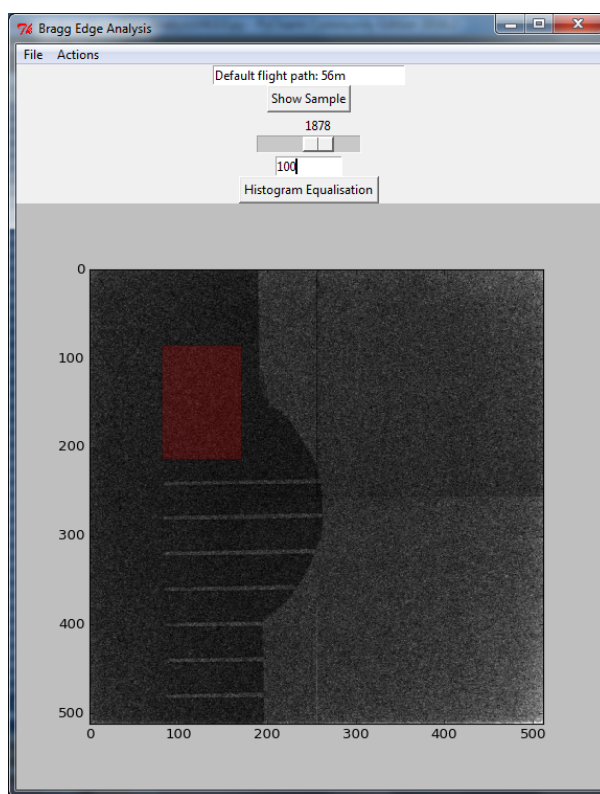 Bragg Edge Analysis
File Actions
Default flight path: 56m
Show Sample
1878
100
Histogram Equalisation
0
100
200
300
400
500
0 100 200 300 400 500